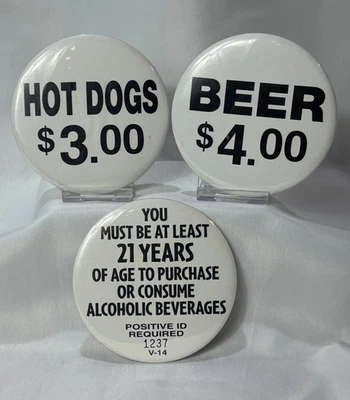 HOT DOGS
$3.00
BEER
$4.00
YOU
MUST BE AT LEAST
21 YEARS
OF AGE TO PURCHASE
OR CONSUME
ALCOHOLIC BEVERAGES
POSITIVE ID
REQUIRED
1237
V-14